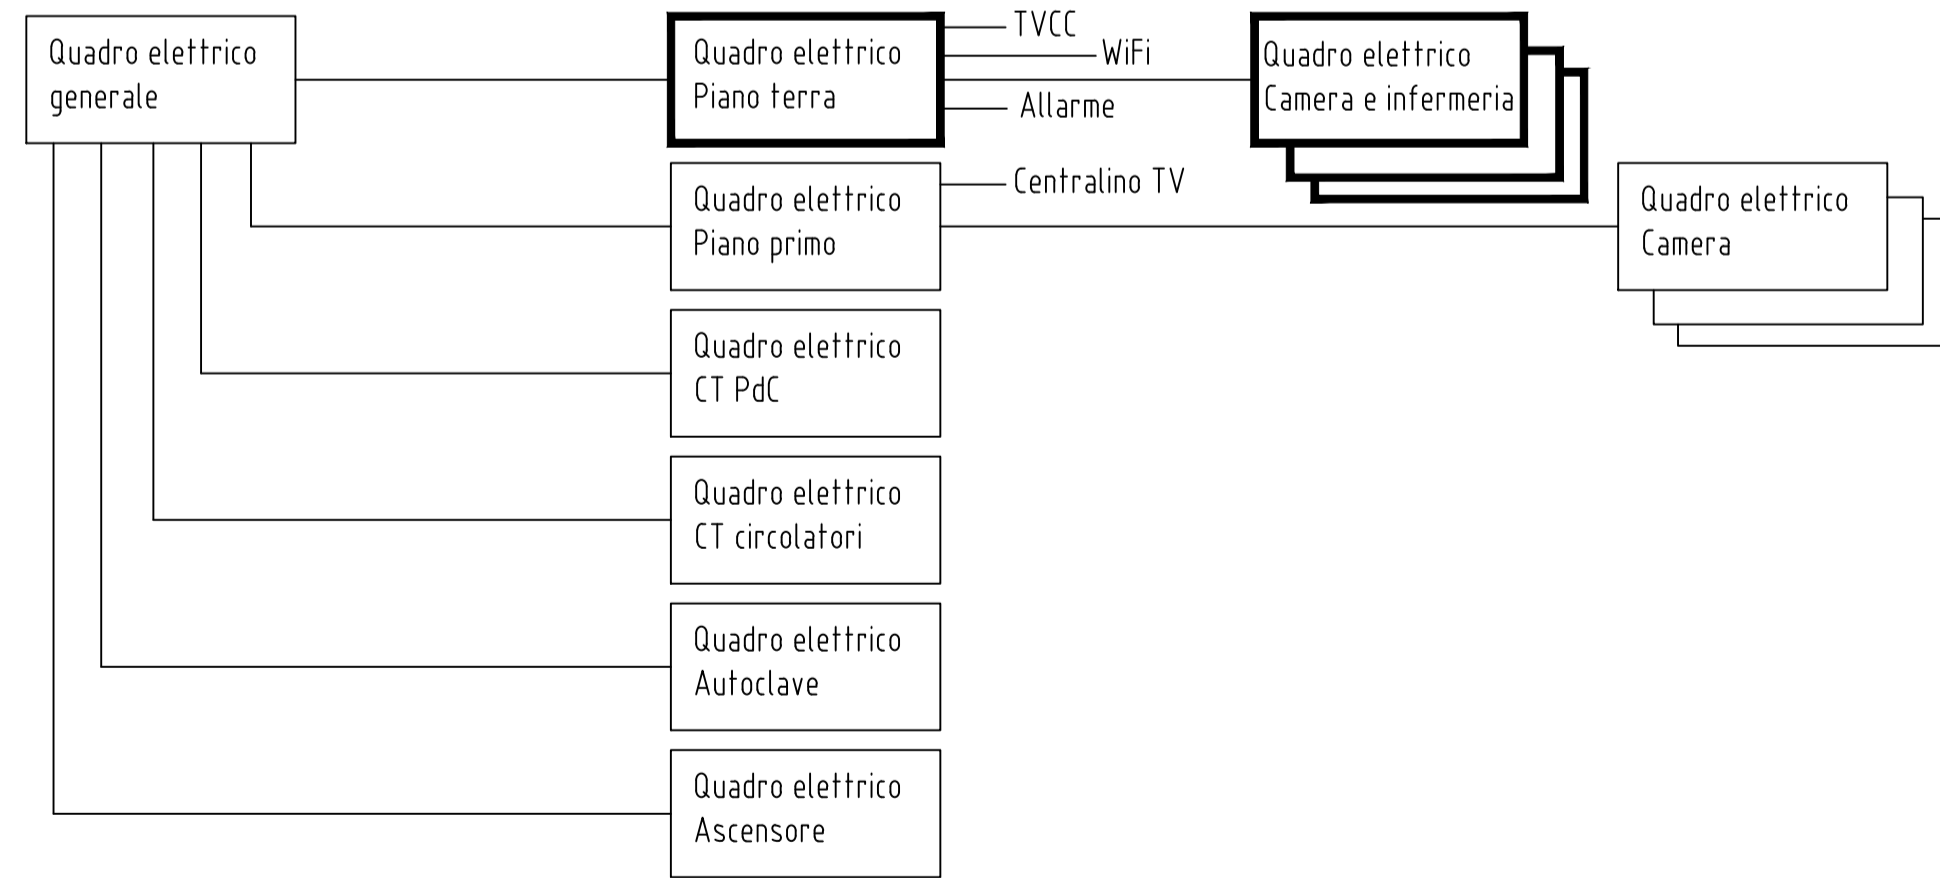 Quadro elettrico
generale
Quadro elettrico
Piano terra
TVCC
WiFi
Allarme
Quadro elettrico
Camera e infermeria
Quadro elettrico
Piano primo
Centralino TV
Quadro elettrico
Camera
Quadro elettrico
CT PdC
Quadro elettrico
CT circolatori
Quadro elettrico
Autoclave
Quadro elettrico
Ascensore